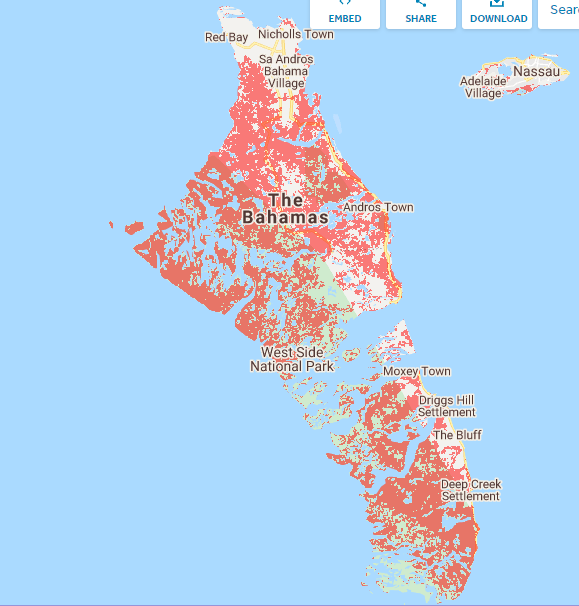 EMBED
SHARE
DOWNLOAD
Red Bay
Nicholls Town
Sa Andros
Bahama
Village
Nassau
Adelaide
Village
The
Bahamas
Andros Town
West Side
National Park
Moxey Town
Driggs Hill
Settlement
The Bluff
Deep Creek
Settlement